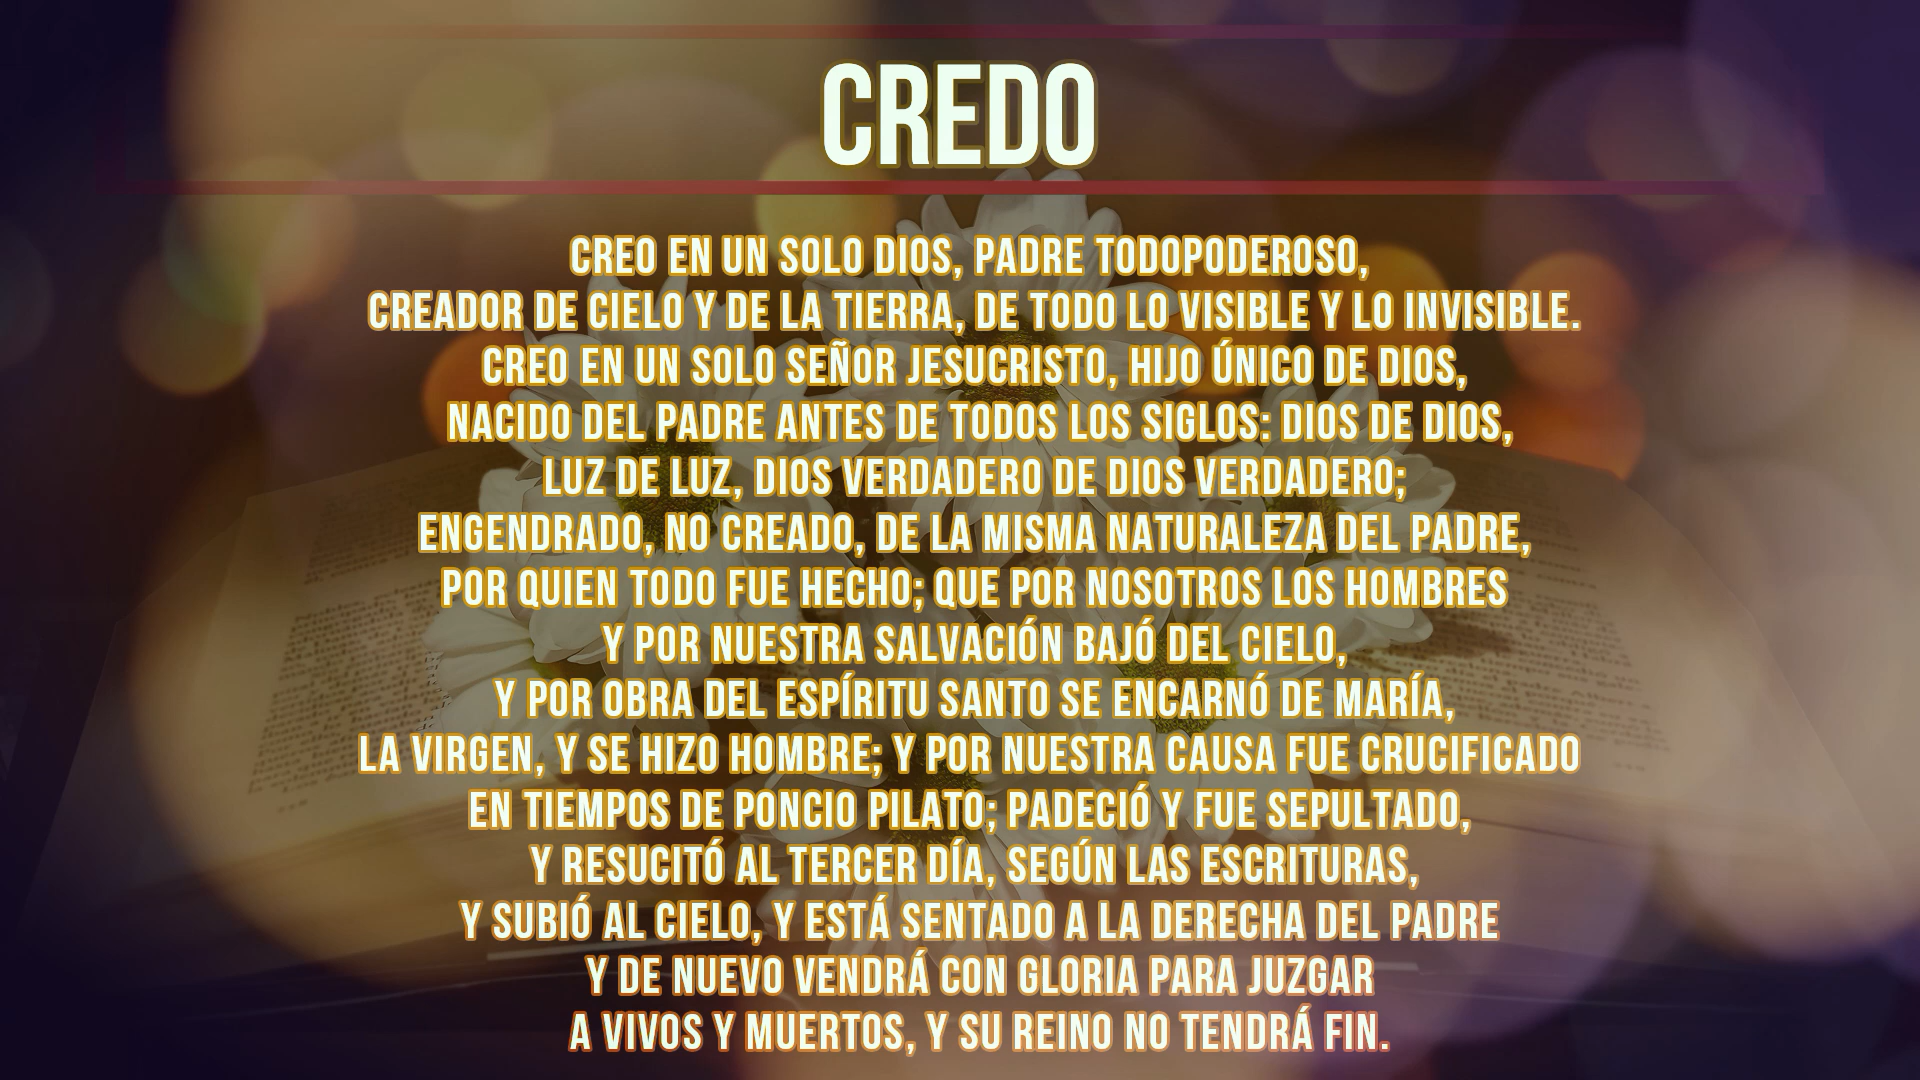 CREDO
CREO EN UN SOLO DIOS, PADRE TODOPODEROSO,
CREADOR DE CIELO Y DE LA TIERRA, DE TODO LO VISIBLE Y LO INVISIBLE.
CREO EN UN SOLO SEÑOR JESUCRISTO, HIJO ÚNICO DE DIOS,
NACIDO DEL PADRE ANTES DE TODOS LOS SIGLOS: DIOS DE DIOS,
LUZ DE LUZ, DIOS VERDADERO DE DIOS VERDADERO;
ENGENDRADO, NO CREADO, DE LA MISMA NATURALEZA DEL PADRE,
POR QUIEN TODO FUE HECHO; QUE POR NOSOTROS LOS HOMBRES
Y POR NUESTRA SALVACIÓN BAJÓ DEL CIELO,
Y POR OBRA DEL ESPÍRITU SANTO SE ENCARNÓ DE MARÍA,
LA VIRGEN, Y SE HIZO HOMBRE; Y POR NUESTRA CAUSA FUE CRUCIFICADO
EN TIEMPOS DE PONCIO PILATO; PADECIÓ Y FUE SEPULTADO,
Y RESUCITÓ AL TERCER DÍA, SEGÚN LAS ESCRITURAS,
Y SUBIÓ AL CIELO, Y ESTÁ SENTADO A LA DERECHA DEL PADRE
Y DE NUEVO VENDRÁ CON GLORIA PARA JUZGAR
A VIVOS Y MUERTOS, Y SU REINO NO TENDRÁ FIN.